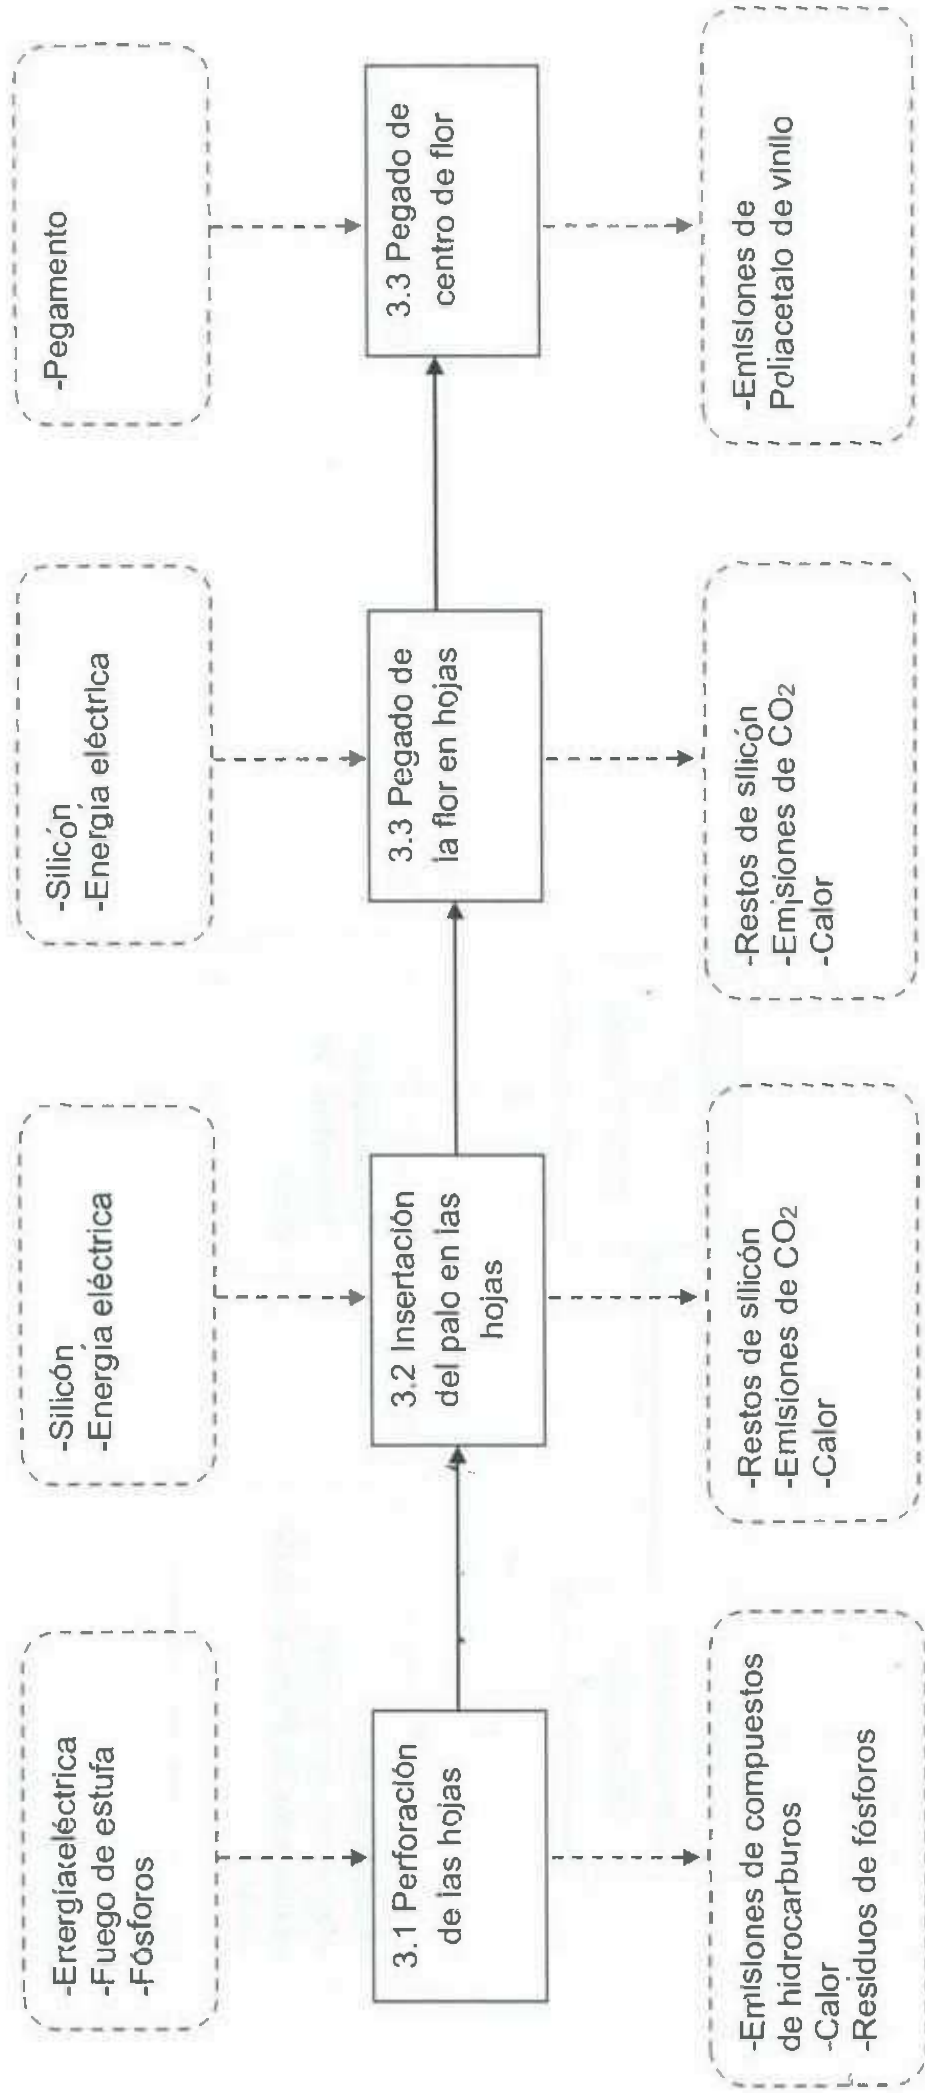 -Energía eléctrica
-Fuego de estufa
-Fósforos
-Silicón
-Energía eléctrica
-Silicón
-Energía eléctrica
-Pegamento
3.1 Perforación
de las hojas
3.2 Insertación
del palo en las
hojas
3.3 Pegado de
la flor en hojas
3.3 Pegado de
centro de flor
-Emisiones de compuestos
de hidrocarburos
-Calor
-Residuos de fósforos
-Restos de silicón
-Emisiones de CO2
-Calor
-Restos de silicón
-Emisiones de CO2
-Calor
-Emisiones de
Poliacetalo de vinilo